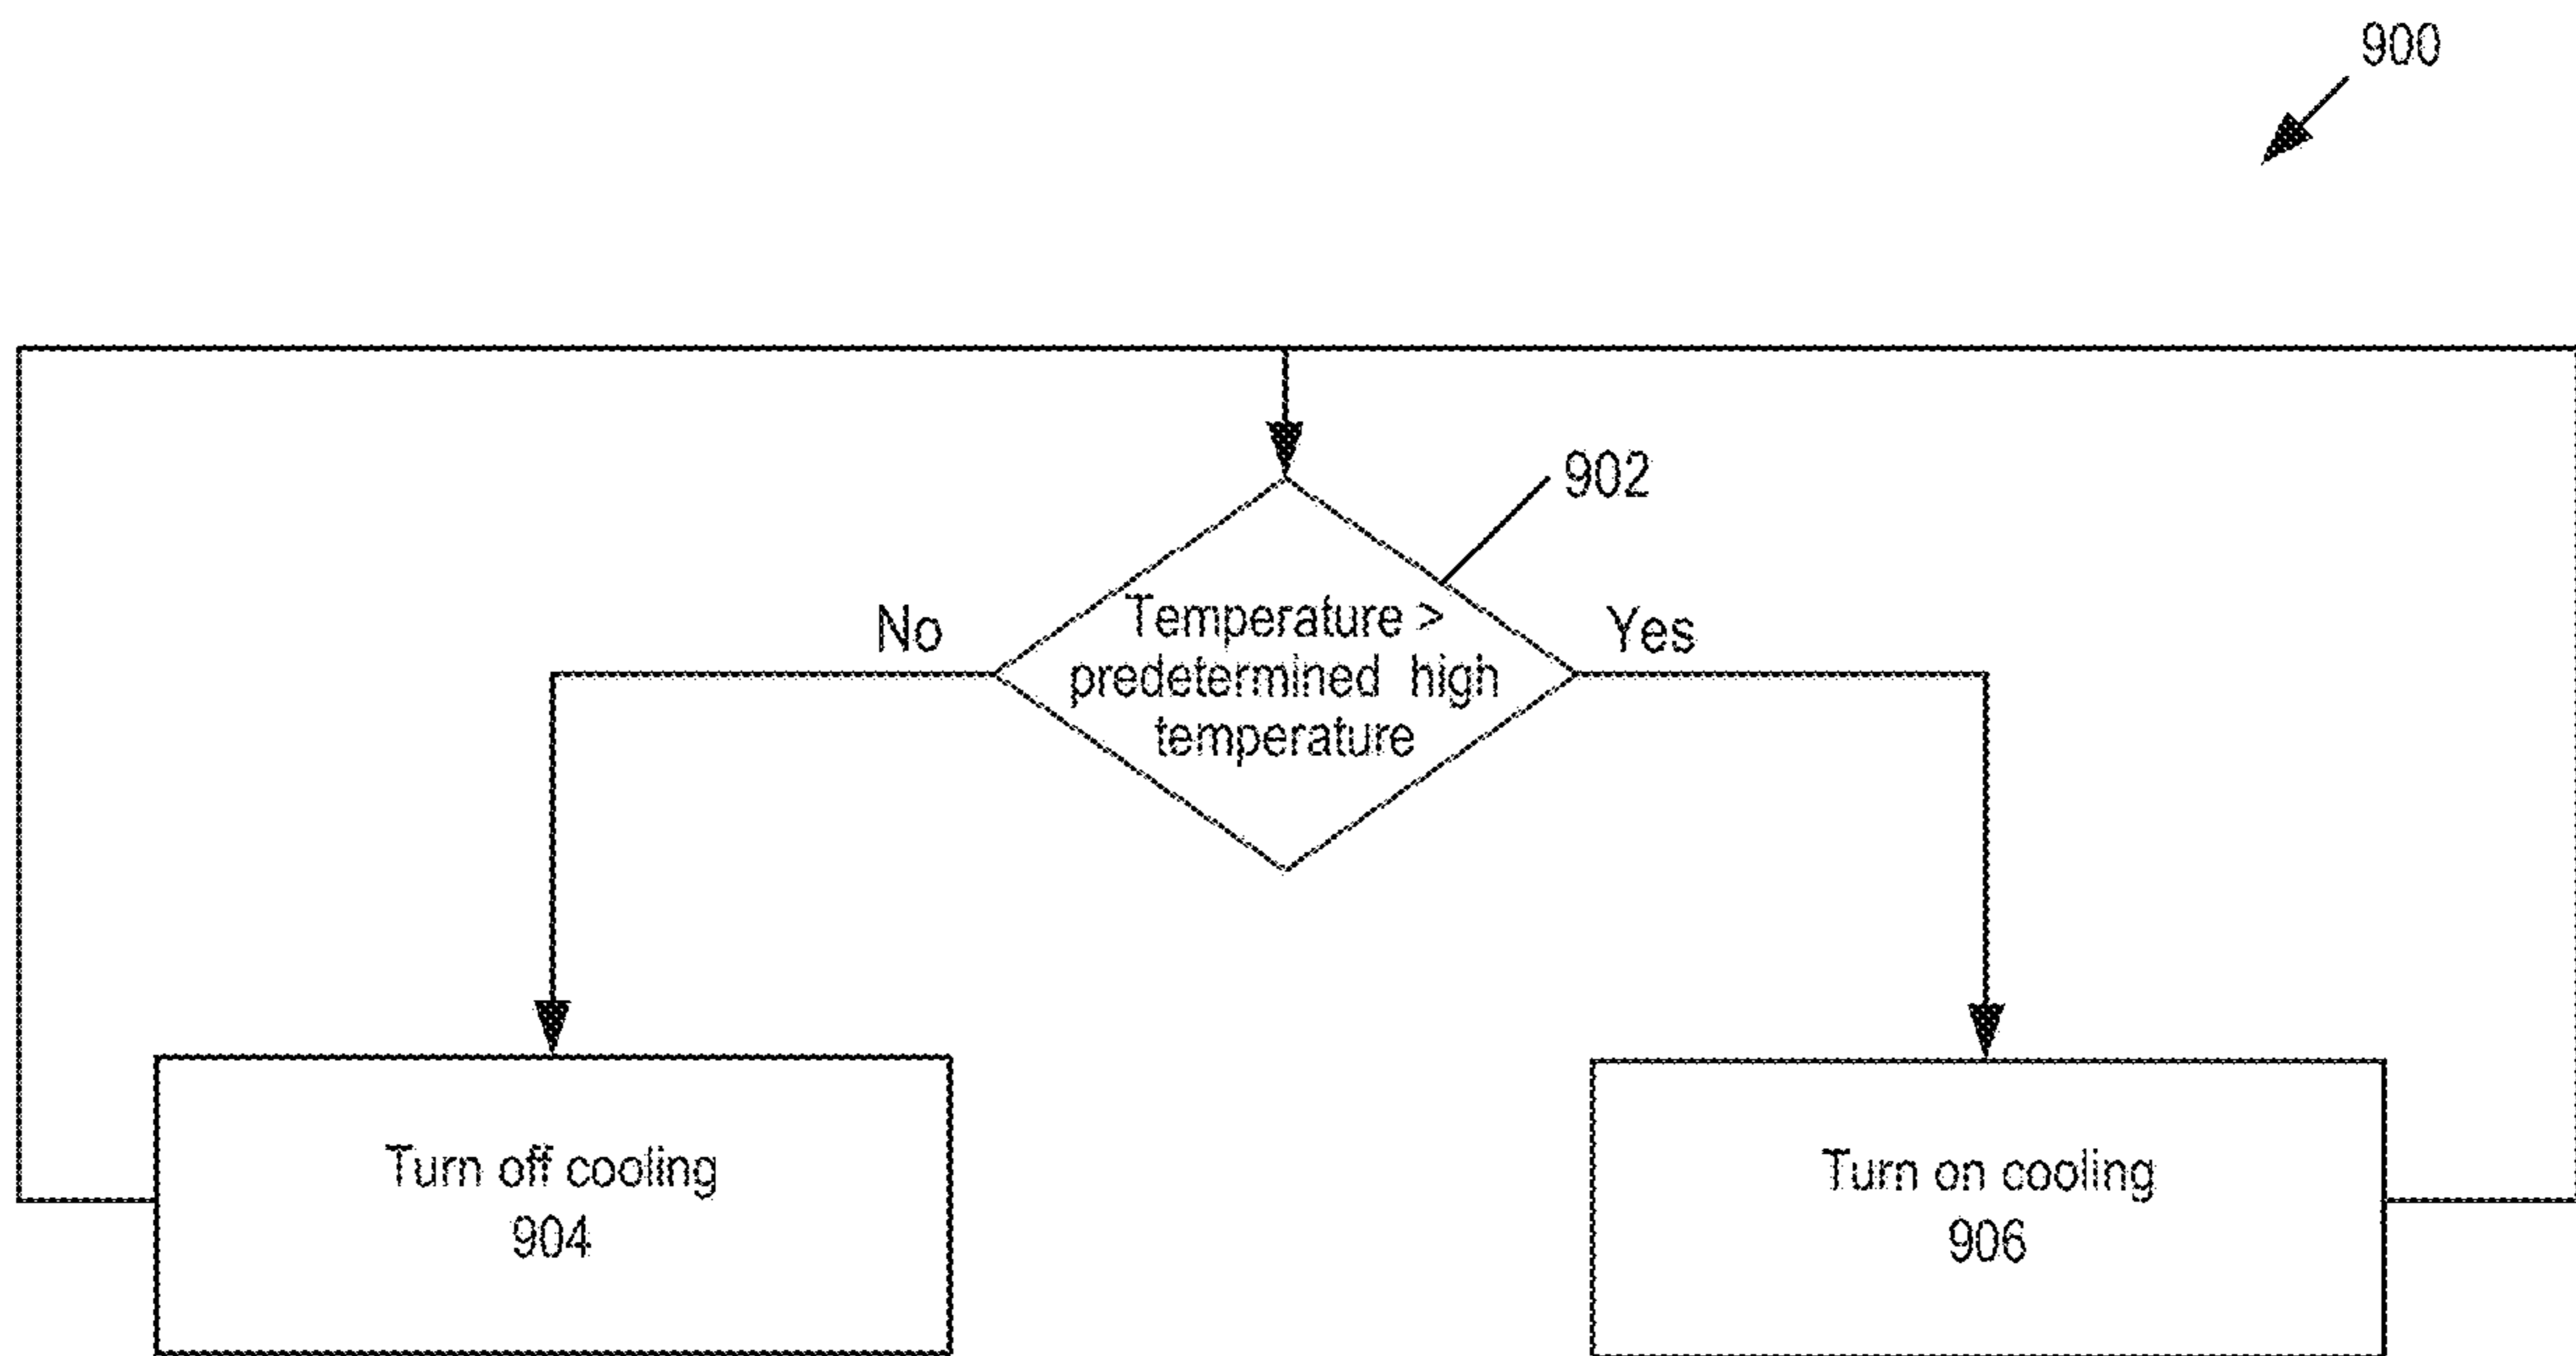 900
902
No
Temperature >
Yes
predetermined high
temperature
Turn off cooling
904
Turn on cooling
906